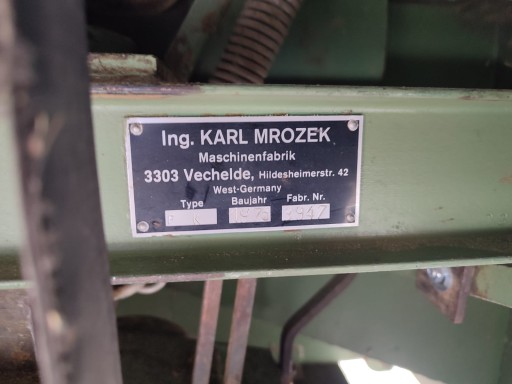 Ing. KARL MROZEK
Maschinenfabrik
3303 Vechelde, Hildesheimerstr. 42
West-Germany
Type Baujahr Fabr. Nr.